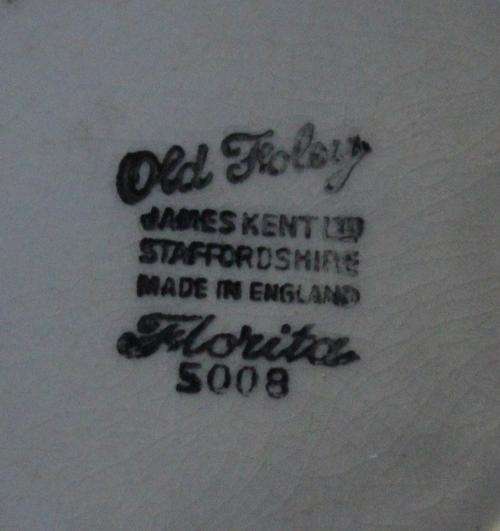 Old Foley
JAMES KENT LTD
STAFFORDSHIRE
MADE IN ENGLAND
Florita
5008